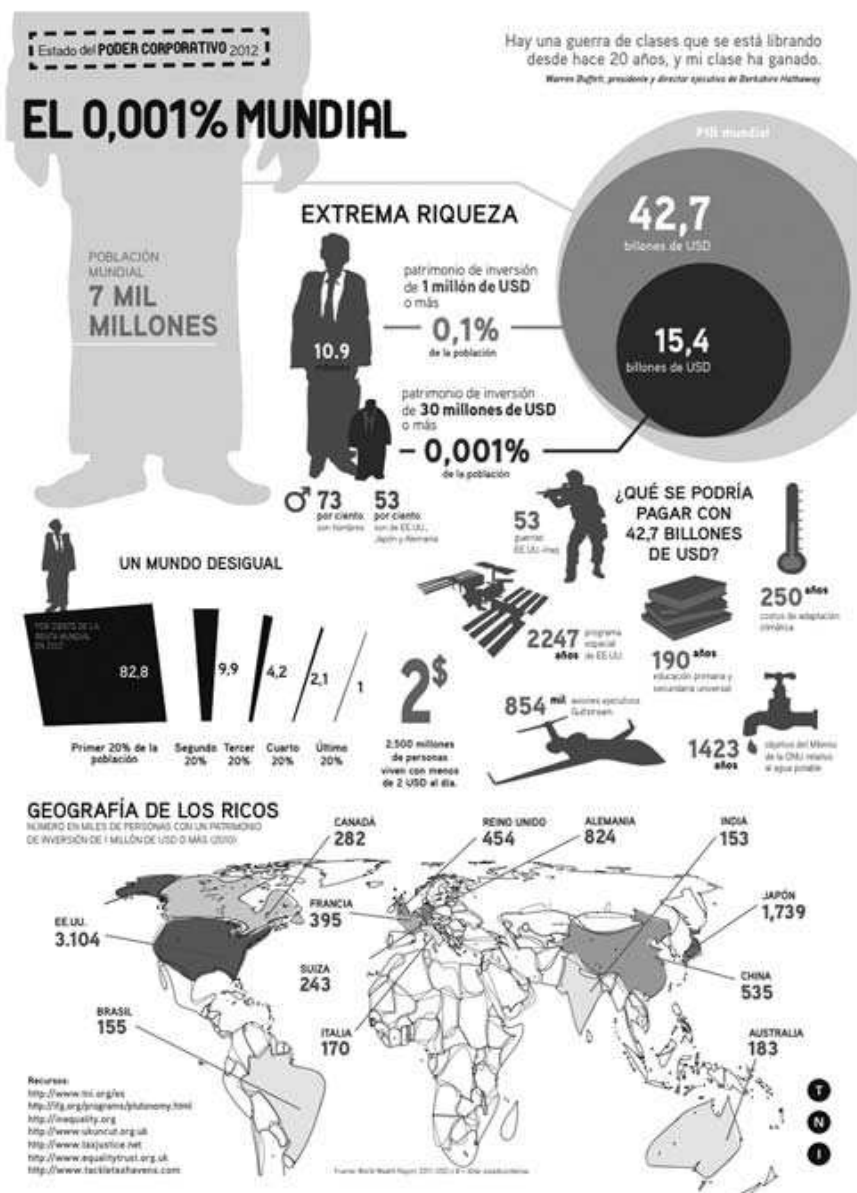 Estado del PODER CORPORATIVO 2012
Hay una guerra de clases que se está librando
desde hace 20 años, y mi clase ha ganado.
Warren Buffett, presidente y director ejecutivo de Berkshire Hathaway
EL 0,001% MUNDIAL
PIB mundial
42,7
billones de USD
15,4
billones de USD
POBLACIÓN
MUNDIAL
7 MIL
MILLONES
EXTREMA RIQUEZA
10.9
patrimonio de inversión
de 1 millón de USD
o más
0,1%
de la población
patrimonio de inversión
de 30 millones de USD
o más
0,001%
de la población
73
por ciento
son hombres
53
por ciento
son de EE.UU.,
Japón y Alemania
¿QUÉ SE PODRÍA
PAGAR CON
42,7 BILLONES
DE USD?
53
guerras
EE.UU.-Iraq
250 años
costos de adaptación
climática
2247
años
programa
espacial
de EE.UU.
190 años
educación primaria y
secundaria universal
854 mil
aviones ejecutivos
Gulfstream
1423
años
objetivo del Milenio
de la ONU relativo
al agua potable
UN MUNDO DESIGUAL
POR CIENTO DE LA
RENTA MUNDIAL
EN
82,8
9,9
4,2
2,1
1
Primer 20% de la
población
Segundo
20%
Tercer
20%
Cuarto
20%
Último
20%
2$
2.500 millones
de personas
viven con menos
de 2 USD al día.
GEOGRAFÍA DE LOS RICOS
NÚMERO EN MILES DE PERSONAS CON UN PATRIMONIO
DE INVERSIÓN DE 1 MILLÓN DE USD O MÁS (2010)
CANADÁ
282
REINO UNIDO
454
ALEMANIA
824
INDIA
153
EE.UU.
3.104
FRANCIA
395
JAPÓN
1,739
SUIZA
243
CHINA
535
BRASIL
155
ITALIA
170
AUSTRALIA
183
Recursos:
http://www.tni.org/es
http://ifg.org/programs/plutonomy.html
http://inequality.org
http://www.ukuncut.org.uk
http://www.taxjustice.net
http://www.equalitytrust.org.uk
http://www.tackletaxhavens.com
Fuente: World Wealth Report 2011
T
N
I